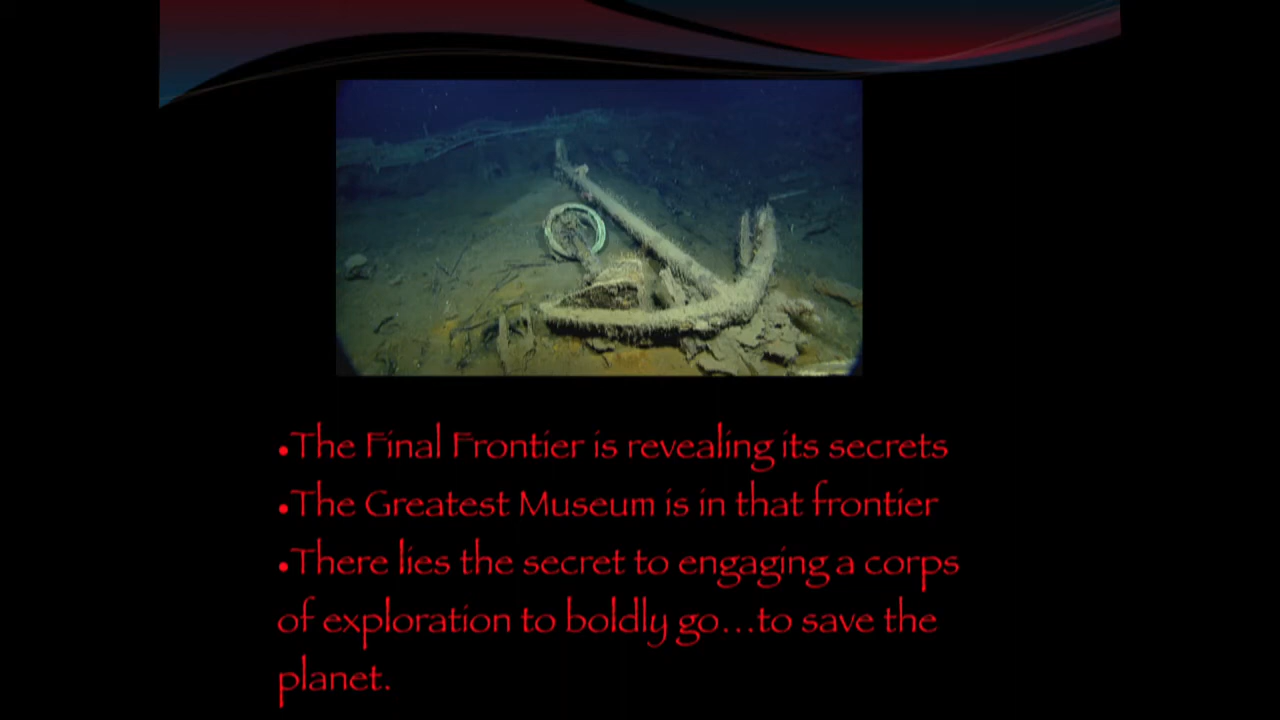 •The Final Frontier is revealing its secrets
•The Greatest Museum is in that frontier
•There lies the secret to engaging a corps
of exploration to boldly go...to save the
planet.